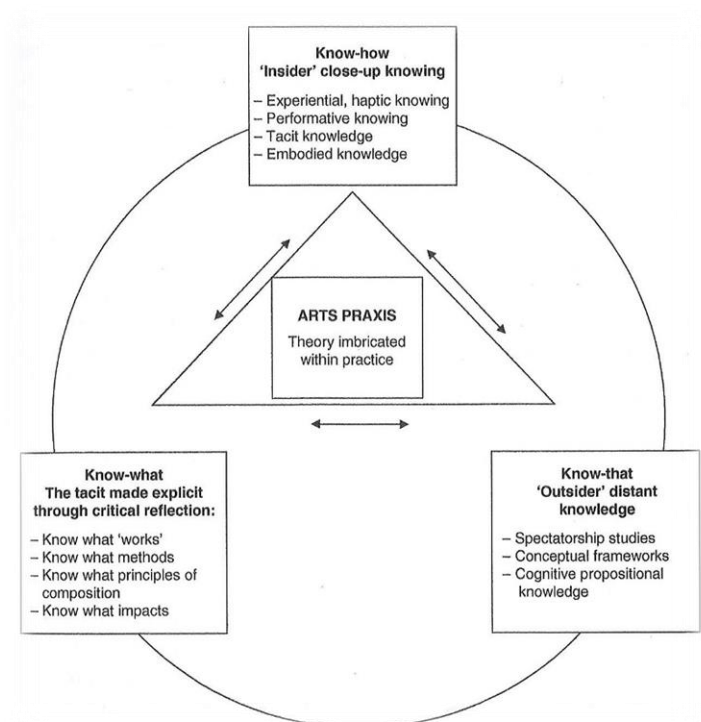 Know-how
‘Insider’ close-up knowing
– Experiential, haptic knowing
– Performative knowing
– Tacit knowledge
– Embodied knowledge
ARTS PRAXIS
Theory imbricated
within practice
Know-what
The tacit made explicit
through critical reflection:
– Know what ‘works’
– Know what methods
– Know what principles of
composition
– Know what impacts
Know-that
‘Outsider’ distant
knowledge
– Spectatorship studies
– Conceptual frameworks
– Cognitive propositional
knowledge